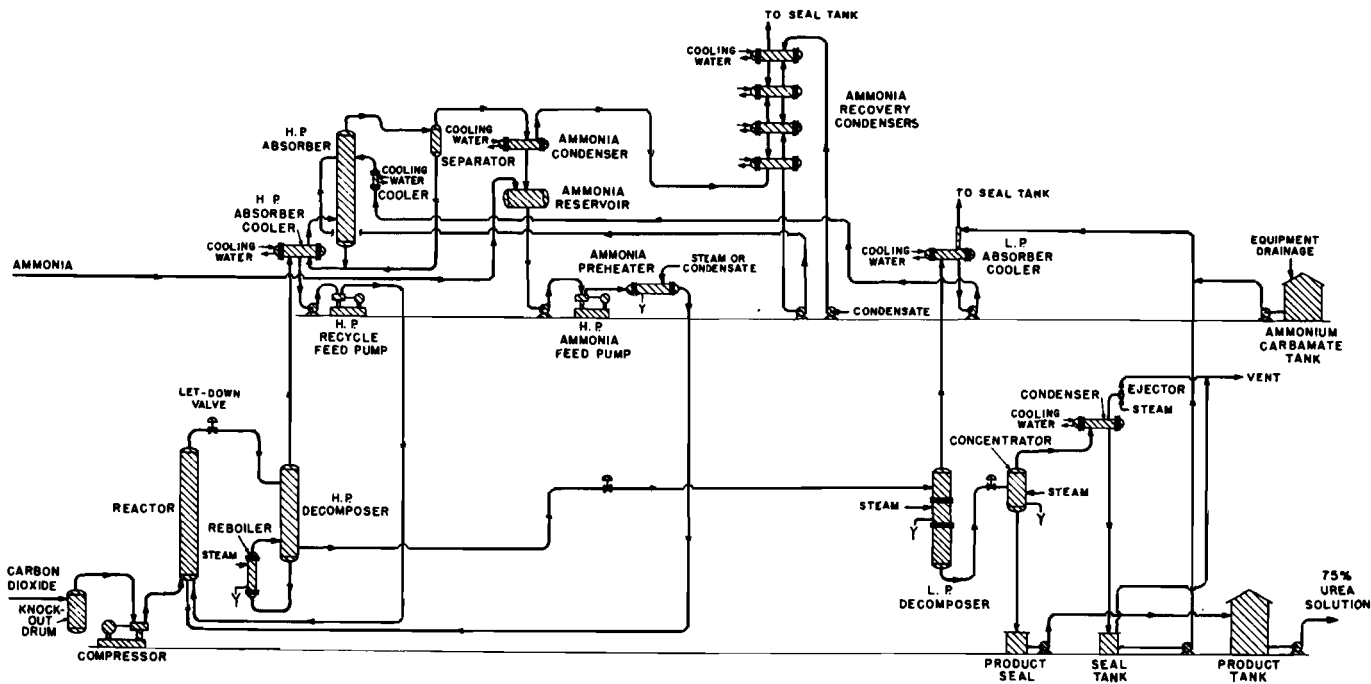 TO SEAL TANK
COOLING
WATER
AMMONIA
RECOVERY
CONDENSERS
H.P.
ABSORBER
COOLING
WATER
SEPARATOR
AMMONIA
CONDENSER
COOLING
WATER
COOLER
AMMONIA
RESERVOIR
TO SEAL TANK
H.P.
ABSORBER
COOLER
COOLING
WATER
AMMONIA
AMMONIA
PREHEATER
STEAM OR
CONDENSATE
COOLING
WATER
L.P.
ABSORBER
COOLER
EQUIPMENT
DRAINAGE
H.P.
RECYCLE
FEED PUMP
H.P.
AMMONIA
FEED PUMP
CONDENSATE
AMMONIUM
CARBAMATE
TANK
LET-DOWN
VALVE
VENT
CONDENSER
EJECTOR
STEAM
COOLING
WATER
CONCENTRATOR
REACTOR
H.P.
DECOMPOSER
STEAM
STEAM
REBOILER
STEAM
CARBON
DIOXIDE
KNOCK-
OUT
DRUM
COMPRESSOR
L. P.
DECOMPOSER
75%
UREA
SOLUTION
PRODUCT
SEAL
SEAL
TANK
PRODUCT
TANK